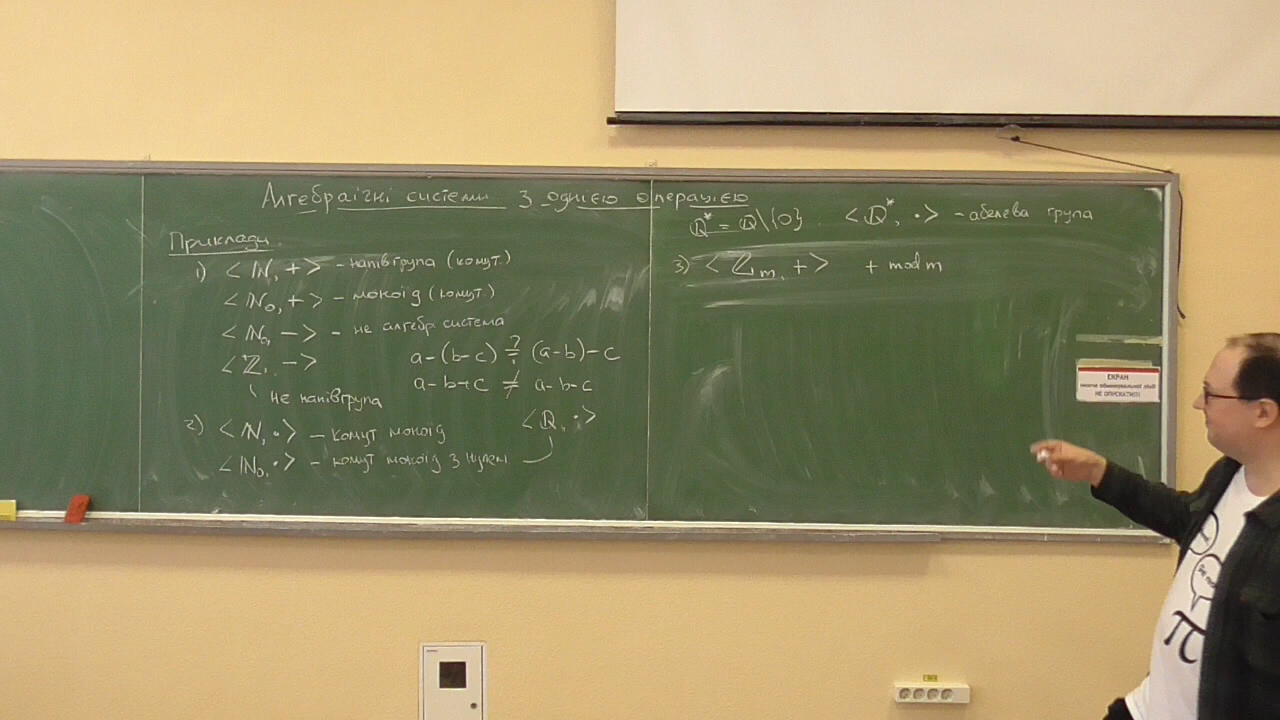 Алгебраїчні системи з однією операцією
Приклади.
1) < ℕ, + > – напівгрупа (комут.)
< ℕ₀, + > – моноїд (комут.)
< ℕ₀, – > – не алгебр система
< ℤ, – >
не напівгрупа
a-(b-c) ≟ (a-b)-c
a-b+c ≠ a-b-c
2) < ℕ, · > – комут моноїд
< ℕ₀, · > – комут моноїд з нулем
< ℚ, · >
ℚ* = ℚ\{0}. < ℚ*, · > – абелева група
3) < ℤₘ, + > + mod m
ЕКРАН
НЕ ОПУСКАТИ!
π